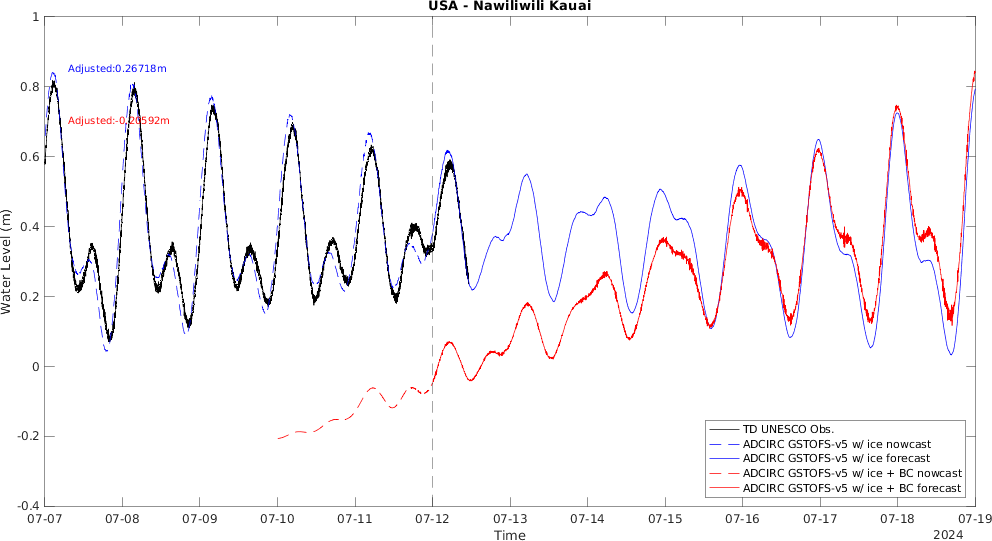 USA - Nawiliwili Kauai
Adjusted:0.26718m
Adjusted:-0.20592m
Water Level (m)
1
0.8
0.6
0.4
0.2
0
-0.2
-0.4
TD UNESCO Obs.
ADCIRC GSTOFS-v5 w/ ice nowcast
ADCIRC GSTOFS-v5 w/ ice forecast
ADCIRC GSTOFS-v5 w/ ice + BC nowcast
ADCIRC GSTOFS-v5 w/ ice + BC forecast
07-07 07-08 07-09 07-10 07-11 07-12 07-13 07-14 07-15 07-16 07-17 07-18 07-19
Time
2024